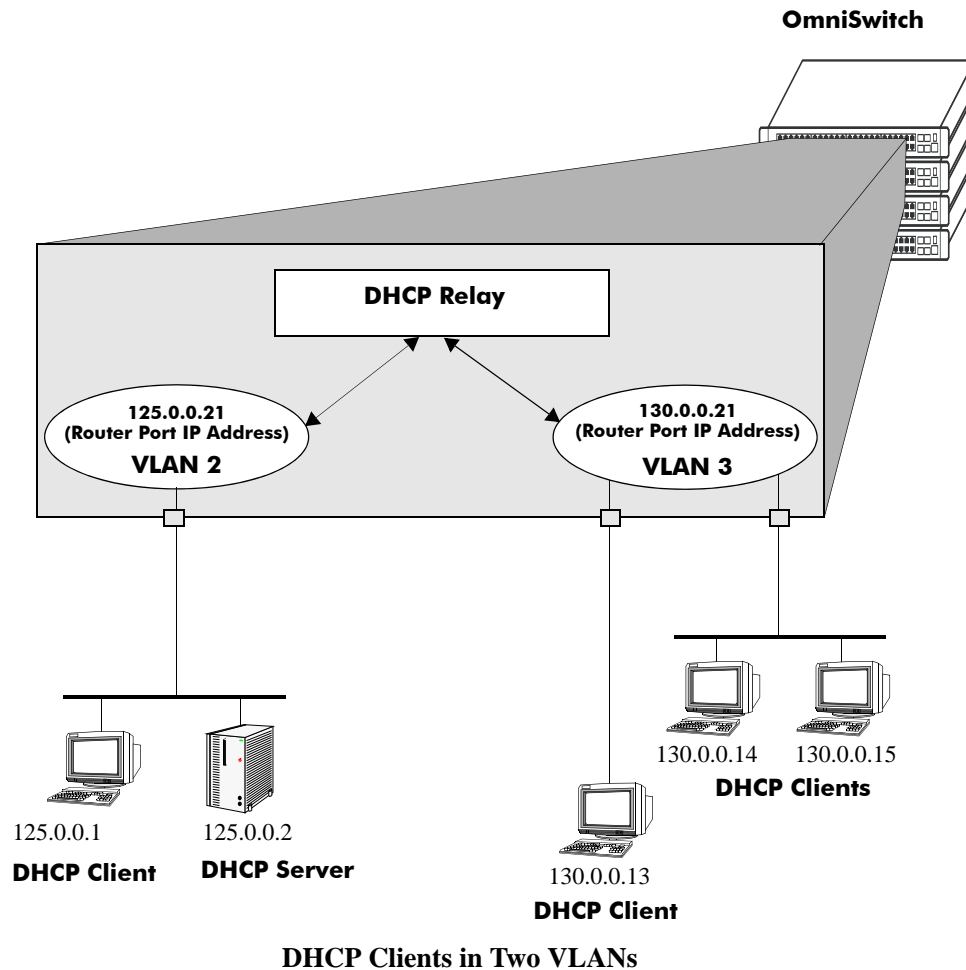 OmniSwitch
DHCP Relay
125.0.0.21
(Router Port IP Address)
VLAN 2
130.0.0.21
(Router Port IP Address)
VLAN 3
125.0.0.1
DHCP Client
125.0.0.2
DHCP Server
130.0.0.13
DHCP Client
130.0.0.14
130.0.0.15
DHCP Clients
DHCP Clients in Two VLANs